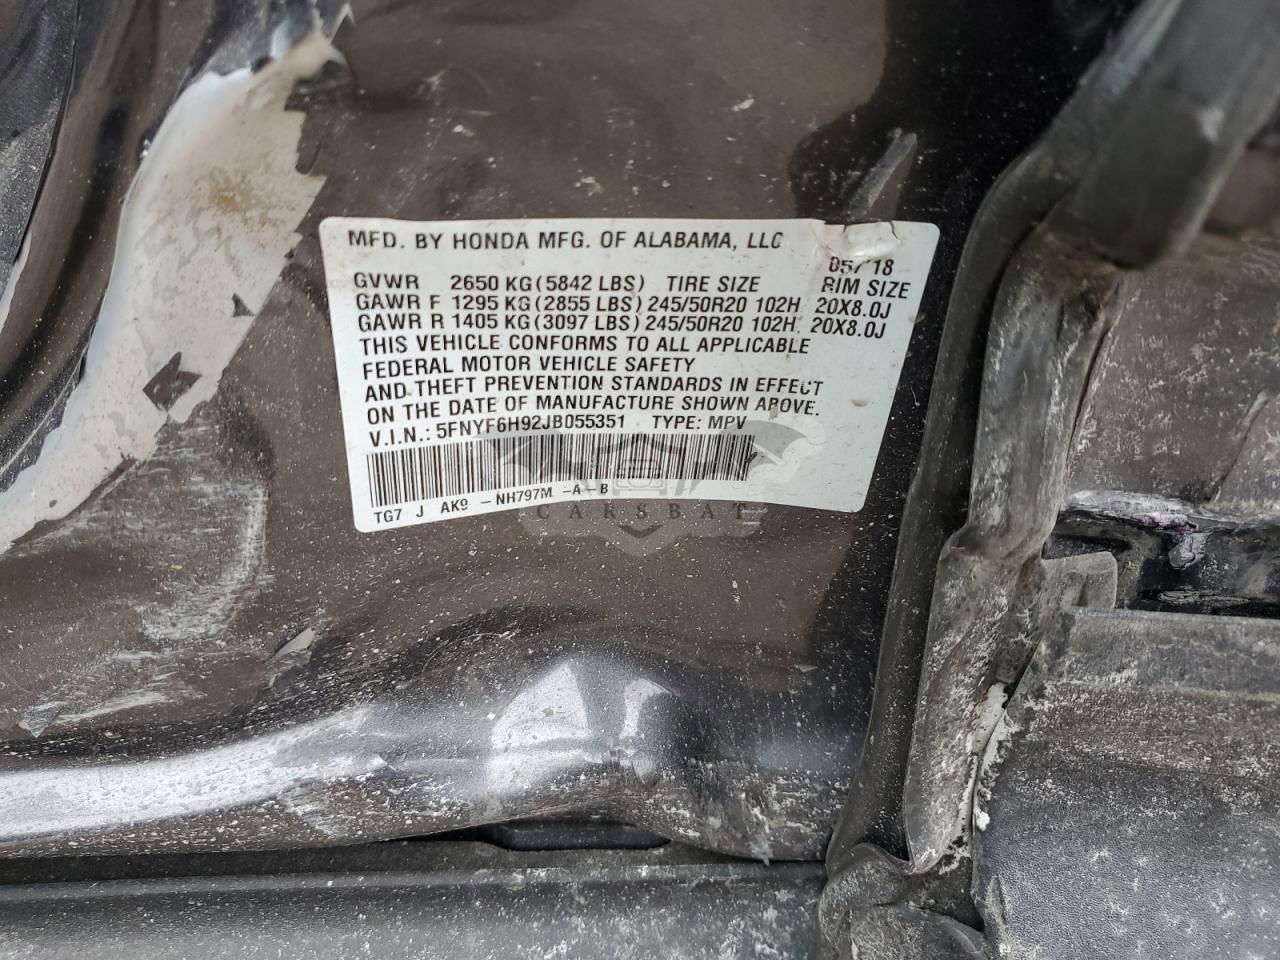 MFD. BY HONDA MFG. OF ALABAMA, LLC
05/18
GVWR 2650 KG (5842 LBS) TIRE SIZE RIM SIZE
GAWR F 1295 KG (2855 LBS) 245/50R20 102H 20X8.0J
GAWR R 1405 KG (3097 LBS) 245/50R20 102H 20X8.0J
THIS VEHICLE CONFORMS TO ALL APPLICABLE
FEDERAL MOTOR VEHICLE SAFETY
AND THEFT PREVENTION STANDARDS IN EFFECT
ON THE DATE OF MANUFACTURE SHOWN ABOVE.
V.I.N.: 5FNYF6H92JB055351 TYPE: MPV
TG7 J AK9 -NH797M -A-B
CARSBAT